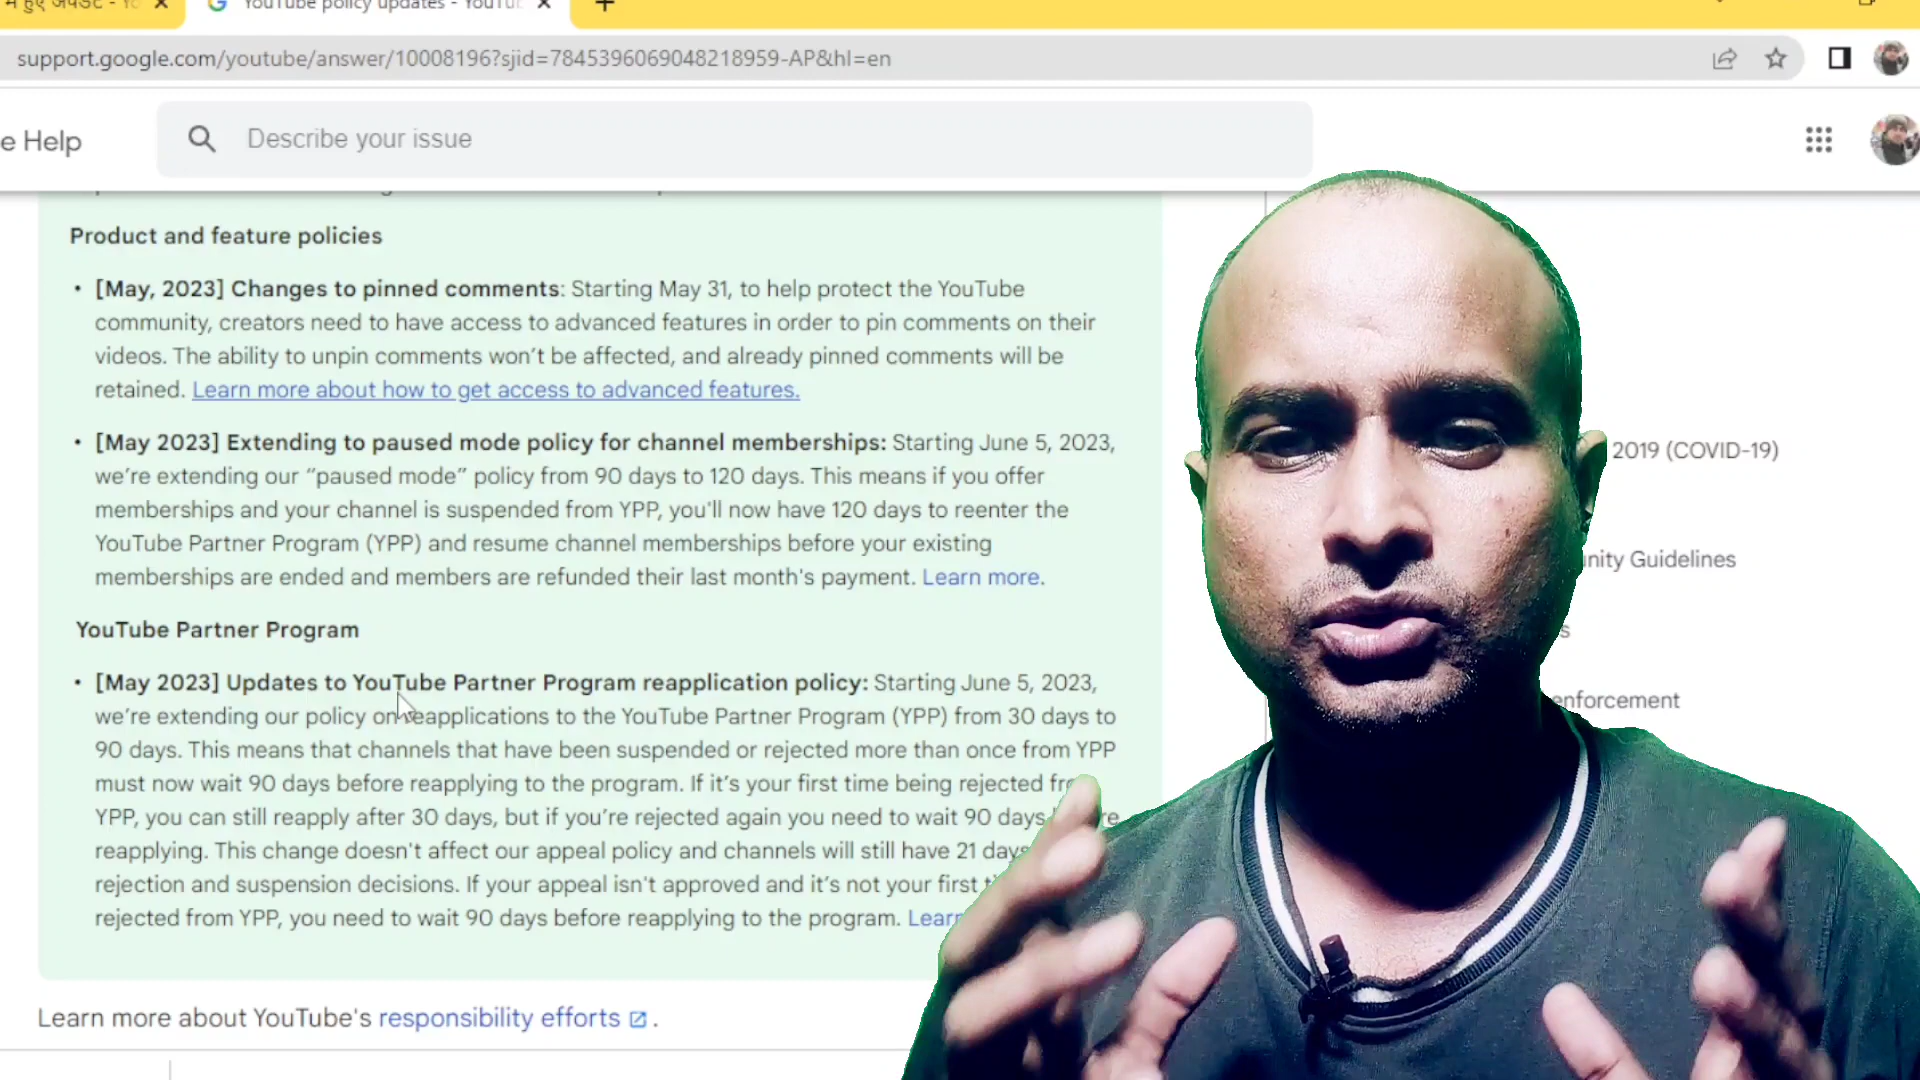 में हुए अपडेट - Yo
YouTube policy updates - YouTu
support.google.com/youtube/answer/10008196?sjid=7845396069048218959-AP&hl=en
e Help
Describe your issue
Product and feature policies
• [May, 2023] Changes to pinned comments: Starting May 31, to help protect the YouTube
community, creators need to have access to advanced features in order to pin comments on their
videos. The ability to unpin comments won't be affected, and already pinned comments will be
retained. Learn more about how to get access to advanced features.
• [May 2023] Extending to paused mode policy for channel memberships: Starting June 5, 2023,
we're extending our “paused mode” policy from 90 days to 120 days. This means if you offer
memberships and your channel is suspended from YPP, you'll now have 120 days to reenter the
YouTube Partner Program (YPP) and resume channel memberships before your existing
memberships are ended and members are refunded their last month's payment. Learn more.
YouTube Partner Program
• [May 2023] Updates to YouTube Partner Program reapplication policy: Starting June 5, 2023,
we're extending our policy on reapplications to the YouTube Partner Program (YPP) from 30 days to
90 days. This means that channels that have been suspended or rejected more than once from YPP
must now wait 90 days before reapplying to the program. If it's your first time being rejected fr
YPP, you can still reapply after 30 days, but if you're rejected again you need to wait 90 days re
reapplying. This change doesn't affect our appeal policy and channels will still have 21 days
rejection and suspension decisions. If your appeal isn't approved and it's not your first
rejected from YPP, you need to wait 90 days before reapplying to the program. Lear
Learn more about YouTube's responsibility efforts .
2019 (COVID-19)
nity Guidelines
s
enforcement